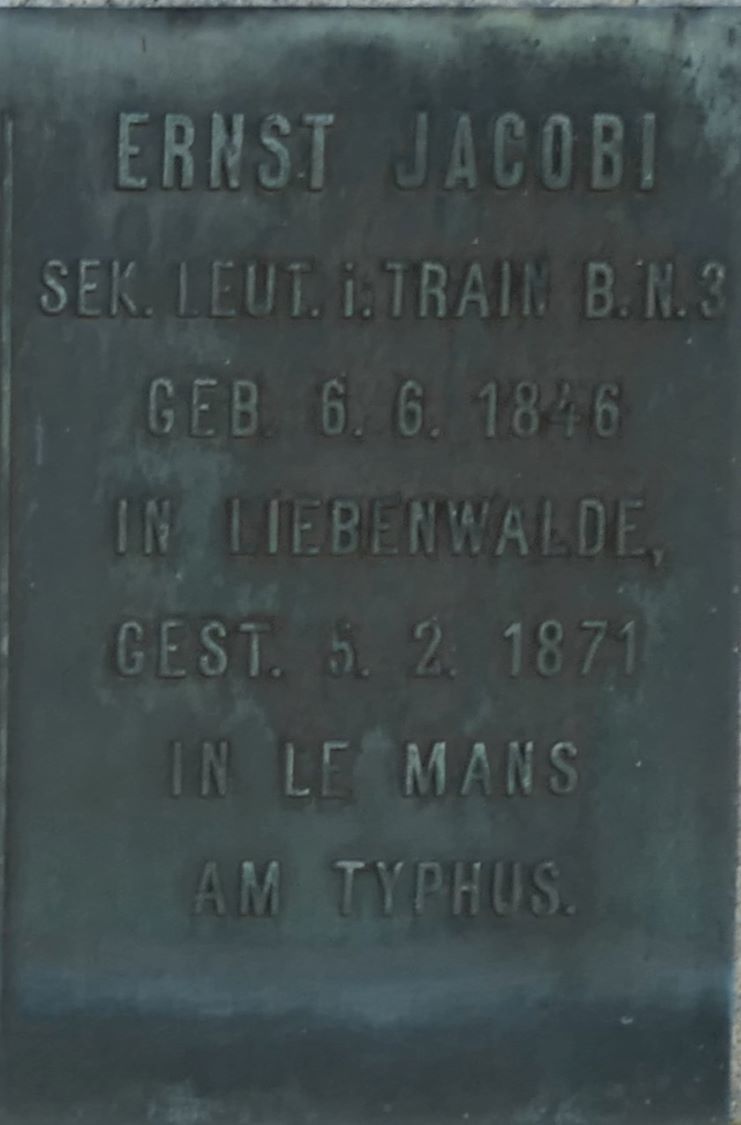 ERNST JACOBI
SEK. LEUT. i. TRAIN B. N. 3
GEB. 6. 6. 1846
IN LIEBENWALDE,
GEST. 5. 2. 1871
IN LE MANS
AM TYPHUS.